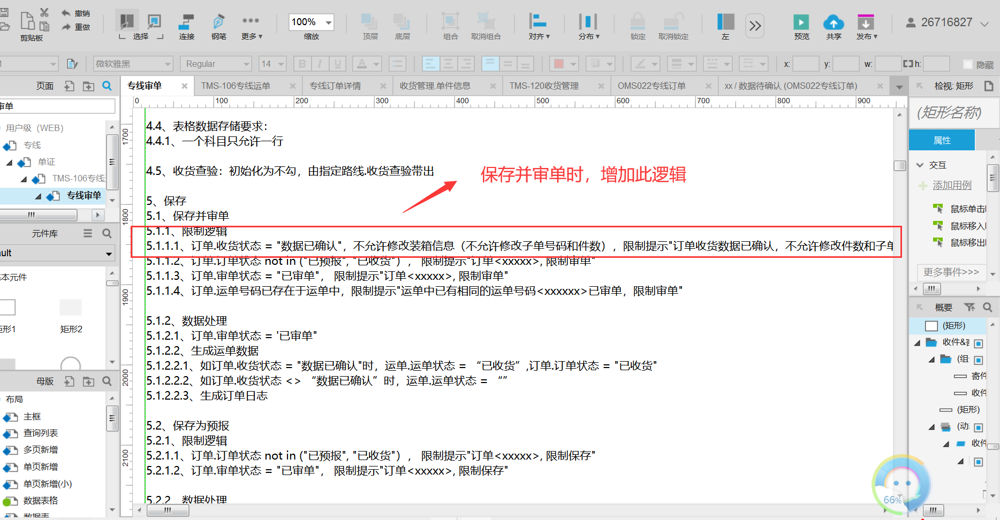 撤销
重做
剪贴板
选择
连接
钢笔
更多▼
100%
缩放
顶层
底层
组合
取消组合
对齐▼
分布▼
锁定
取消锁定
左
预览
共享
发布▼
26716827
微软雅黑
Regular
14
B I U
A
x:
y:
w:
h:
隐藏
页面
专线审单
TMS-106专线运单
专线订单详情
收货管理.单件信息
TMS-120收货管理
OMS022专线订单
xx / 数据待确认 (OMS022专线订单)
检视: 矩形
0 100 200 300 400 500 600 700 800 900
审单
用户级（WEB）
专线
单证
TMS-106专线
专线审单
元件库
ult
基本元件
矩形1
矩形2
母版
布局
主框
查询列表
多页新增
单页新增
单页新增(小)
数据表格
数据表
1700
1800
1900
2000
2100
4.4、表格数据存储要求：
4.4.1、一个科目只允许一行
4.5、收货查验：初始化为不勾，由指定路线.收货查验带出
保存并审单时，增加此逻辑
5、保存
5.1、保存并审单
5.1.1、限制逻辑
5.1.1.1、订单.收货状态 = "数据已确认"，不允许修改装箱信息（不允许修改子单号码和件数），限制提示"订单收货数据已确认，不允许修改件数和子单
5.1.1.2、订单.订单状态 not in ("已预报", "已收货"） ， 限制提示"订单<xxxxx>, 限制审单"
5.1.1.3、订单.审单状态 = "已审单"， 限制提示"订单<xxxxx>, 限制审单"
5.1.1.4、订单.运单号码已存在于运单中，限制提示"运单中已有相同的运单号码<xxxxxx>已审单，限制审单"
5.1.2、数据处理
5.1.2.1、订单.审单状态 = '已审单"
5.1.2.2、生成运单数据
5.1.2.2.1、如订单.收货状态 = "数据已确认"时，运单.运单状态 = “已收货” ,订单.订单状态 = "已收货"
5.1.2.2.2、如订单.收货状态 <> “数据已确认” 时，运单.运单状态 = “”
5.1.2.2.3、生成订单日志
5.2、保存为预报
5.2.1、限制逻辑
5.2.1.1、订单.订单状态 not in ("已预报", "已收货"） ， 限制提示"订单<xxxxx>, 限制保存"
5.2.1.2、订单.审单状态 = "已审单"， 限制提示"订单<xxxxx>, 限制保存"
5.2.2、数据处理
(矩形名称)
属性
交互
添加用例
鼠标单击
鼠标移入
鼠标移出
更多事件>>>
概要
(矩形)
收件&
(组
寄件
收件
(矩形)
(动
收件
66%